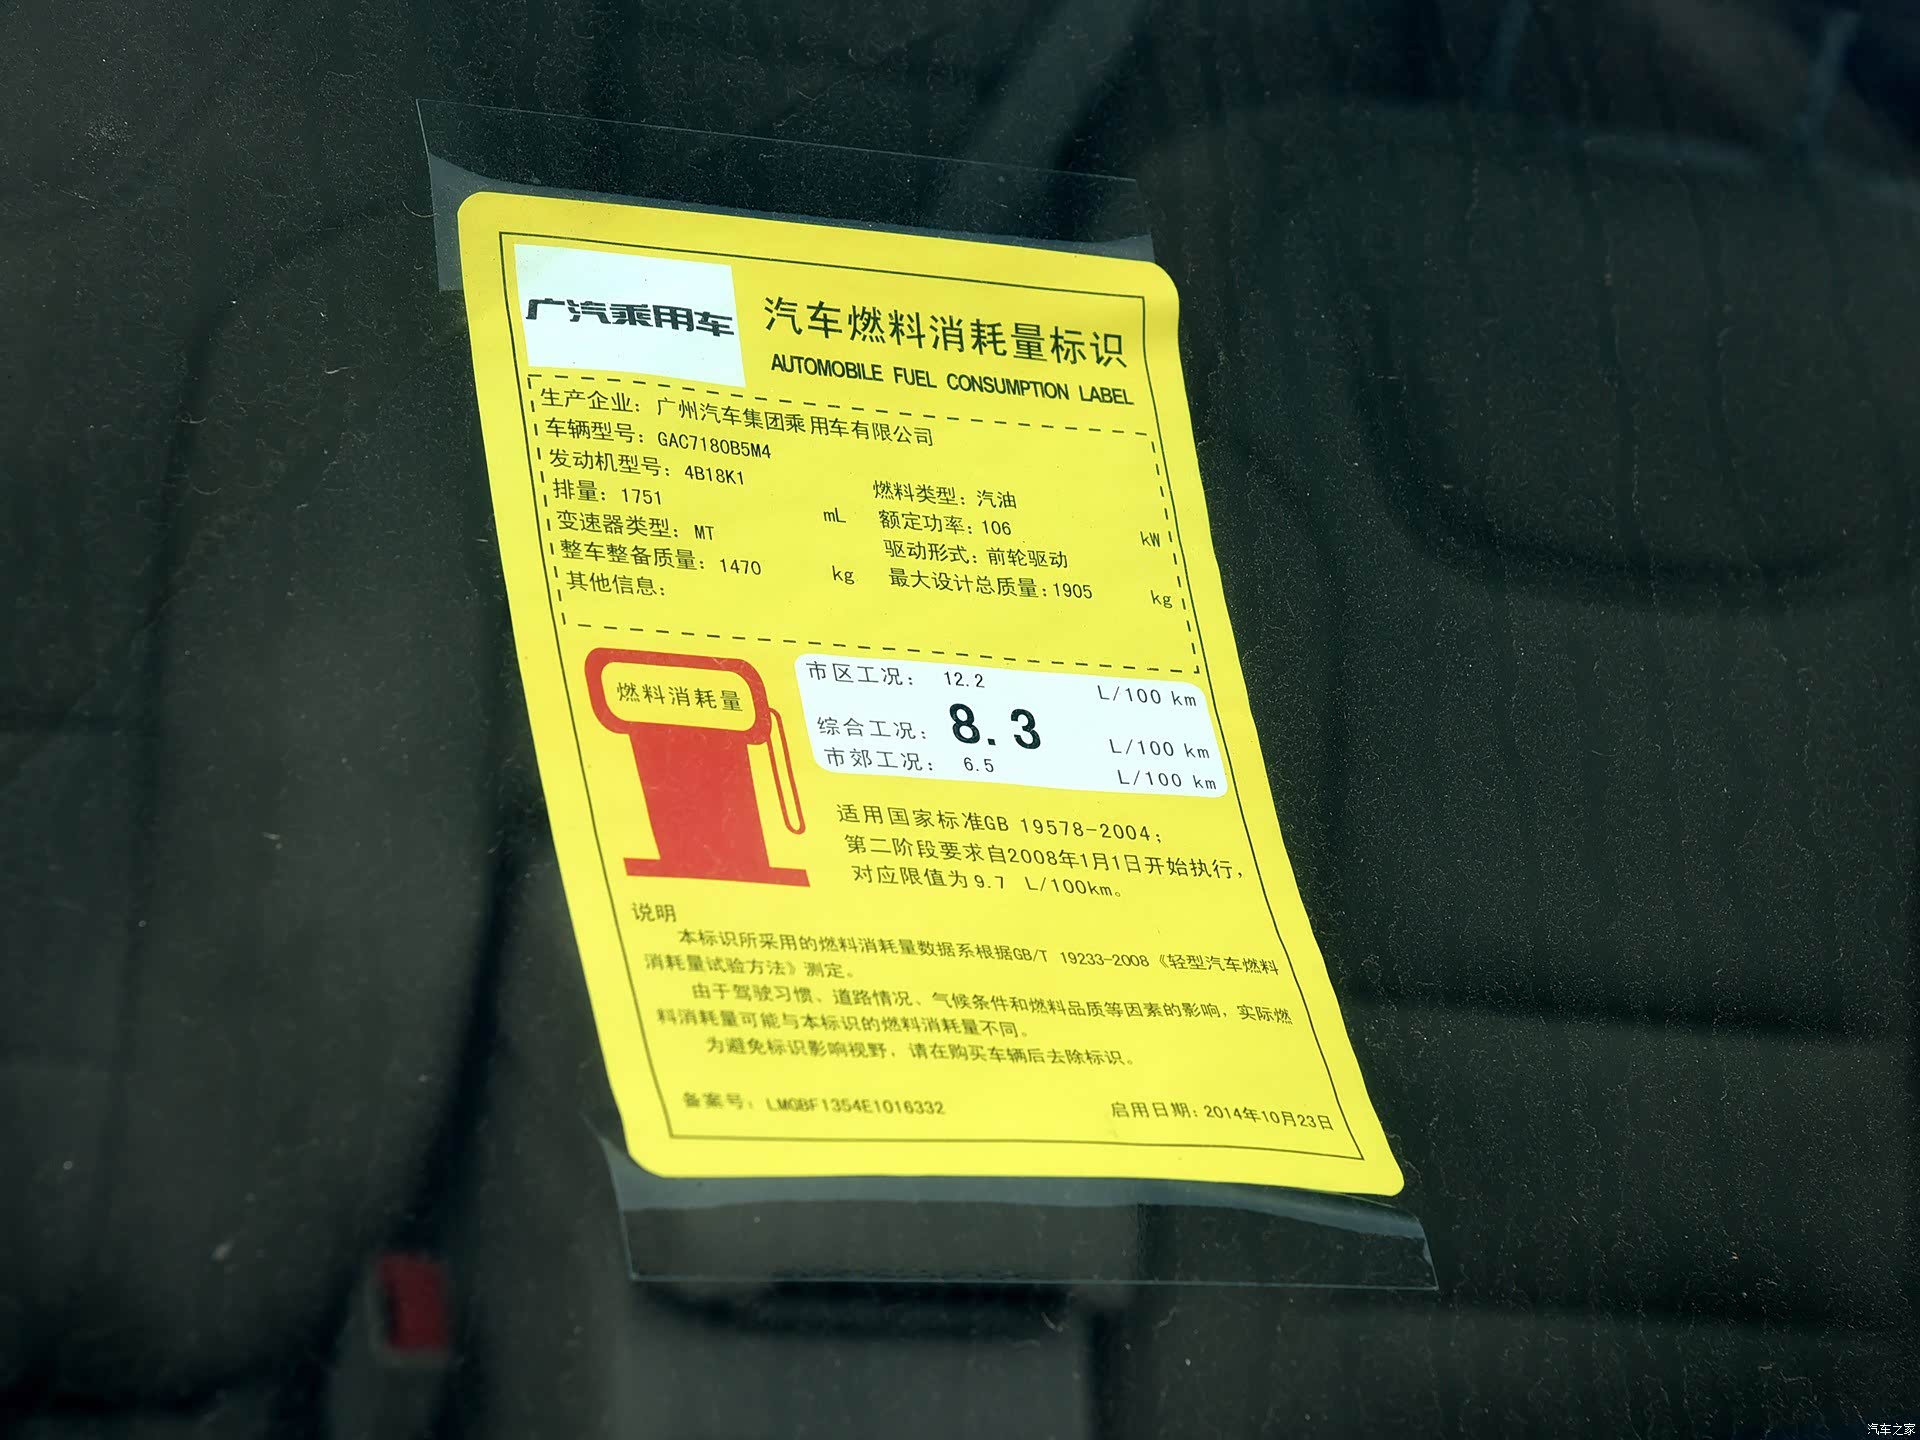 广汽乘用车
汽车燃料消耗量标识
AUTOMOBILE FUEL CONSUMPTION LABEL
生产企业：广州汽车集团乘用车有限公司
车辆型号：GAC7180B5M4
发动机型号：4B18K1
燃料类型：汽油
排量：1751 mL
额定功率：106 kW
变速器类型：MT
驱动形式：前轮驱动
整车整备质量：1470 kg
最大设计总质量：1905 kg
其他信息：
燃料消耗量
市区工况： 12.2 L/100 km
综合工况： 8.3 L/100 km
市郊工况： 6.5 L/100 km
适用国家标准GB 19578-2004；
第二阶段要求自2008年1月1日开始执行，
对应限值为9.7 L/100km。
说明
本标识所采用的燃料消耗量数据系根据GB/T 19233-2008《轻型汽车燃料
消耗量试验方法》测定。
由于驾驶习惯、道路情况、气候条件和燃料品质等因素的影响，实际燃
料消耗量可能与本标识的燃料消耗量不同。
为避免标识影响视野，请在购买车辆后去除标识。
备案号：LMGBF1354E1016332
启用日期：2014年10月23日
汽车之家